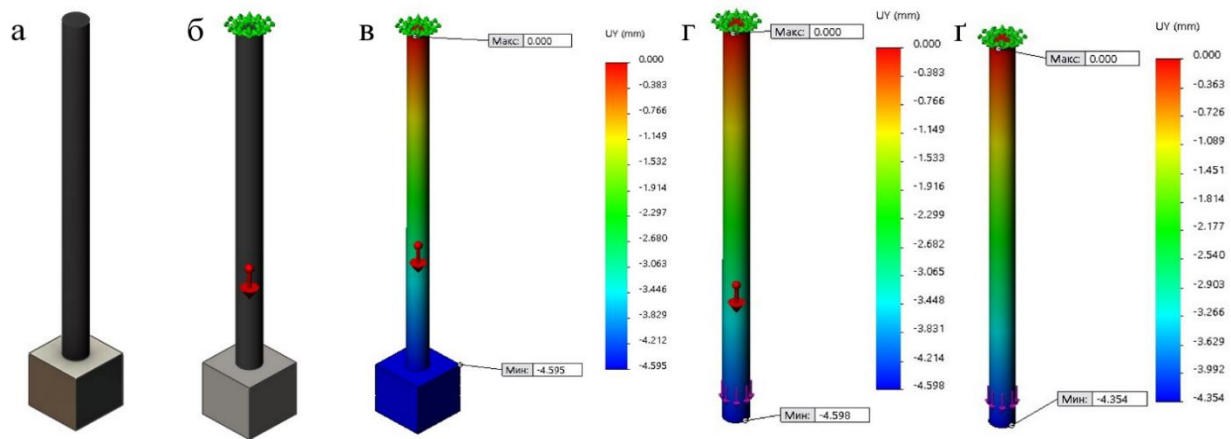 а
б
в
Макс: 0.000
Мин: -4.595
UY (mm)
0.000
-0.383
-0.766
-1.149
-1.532
-1.914
-2.297
-2.680
-3.063
-3.446
-3.829
-4.212
-4.595
г
Макс: 0.000
Мин: -4.598
UY (mm)
0.000
-0.383
-0.766
-1.149
-1.533
-1.916
-2.299
-2.682
-3.065
-3.448
-3.831
-4.214
-4.598
ґ
Макс: 0.000
Мин: -4.354
UY (mm)
0.000
-0.363
-0.726
-1.089
-1.451
-1.814
-2.177
-2.540
-2.903
-3.266
-3.629
-3.992
-4.354